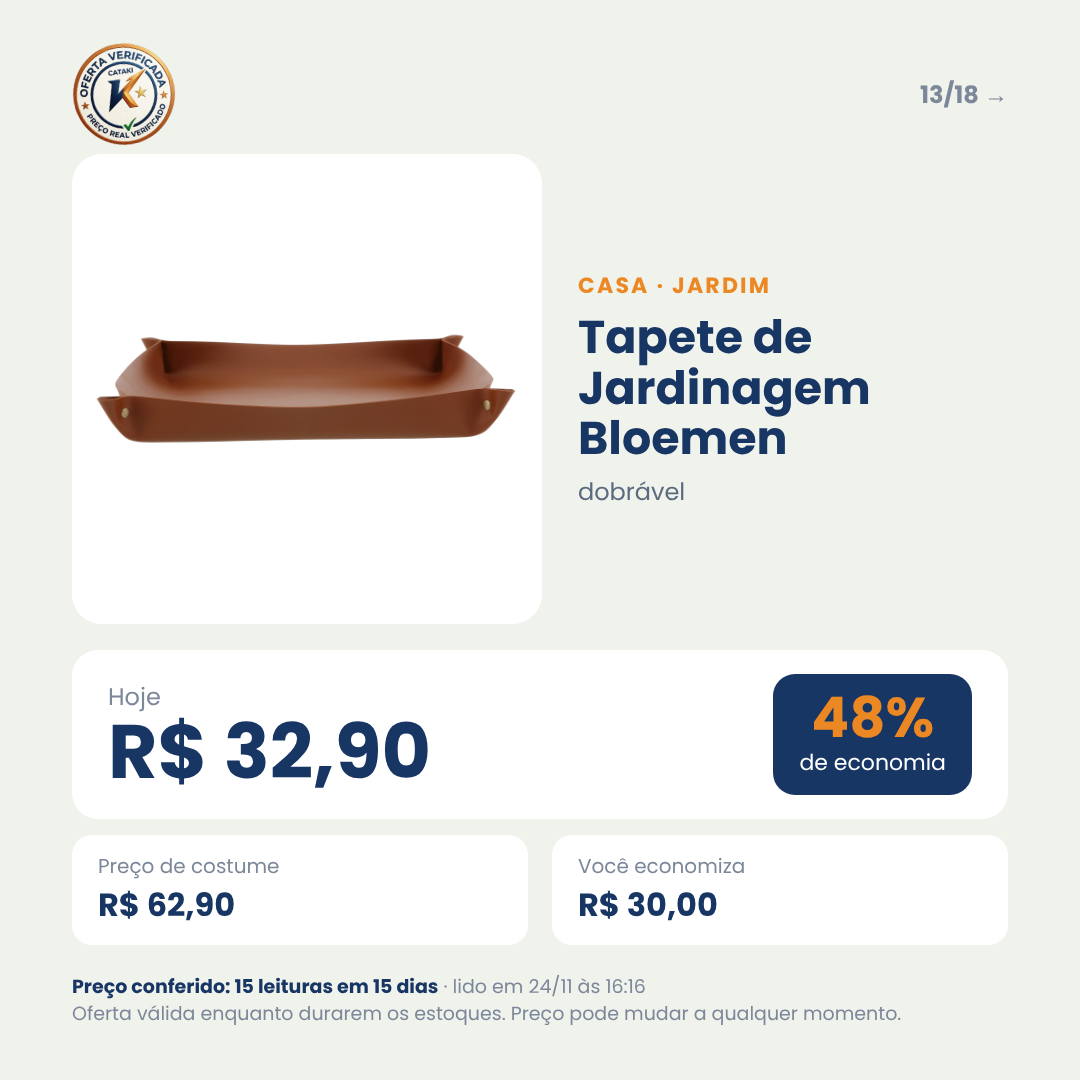 OFERTA VERIFICADA
CATAKI
K
PREÇO REAL VERIFICADO
13/18 →
CASA · JARDIM
Tapete de
Jardinagem
Bloemen
dobrável
Hoje
R$ 32,90
48%
de economia
Preço de costume
R$ 62,90
Você economiza
R$ 30,00
Preço conferido: 15 leituras em 15 dias · lido em 24/11 às 16:16
Oferta válida enquanto durarem os estoques. Preço pode mudar a qualquer momento.